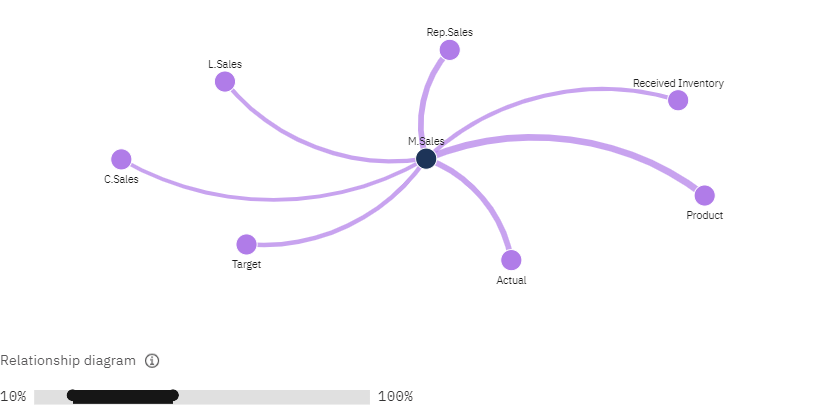 Rep.Sales
L.Sales
Received Inventory
M.Sales
C.Sales
Product
Target
Actual
Relationship diagram
10% 100%